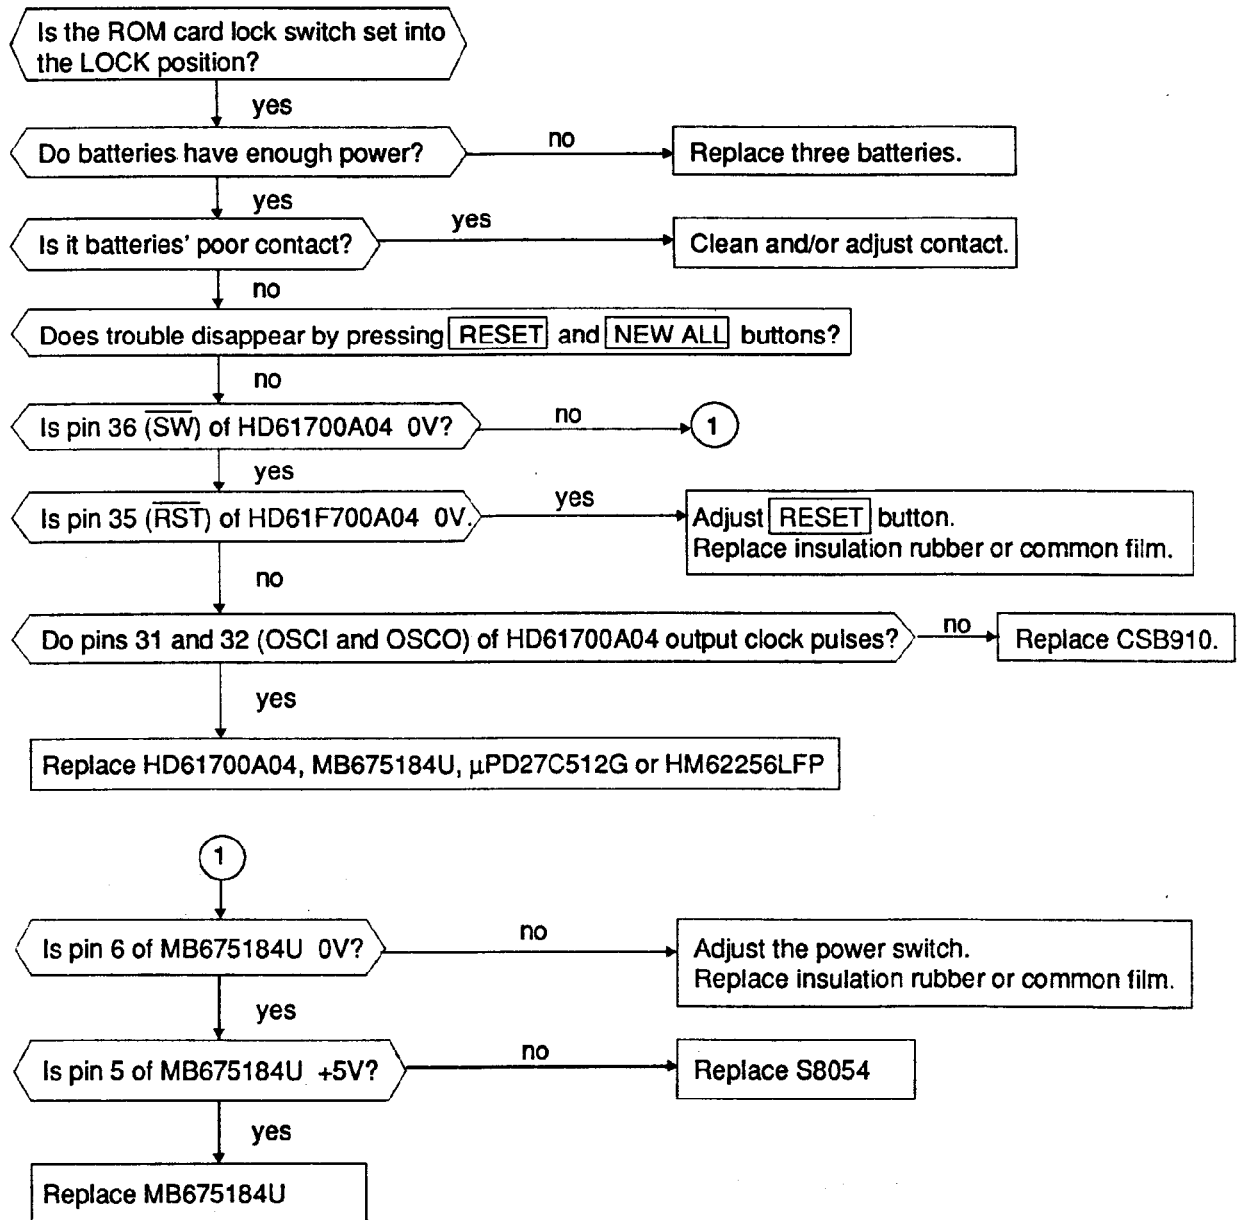 Is the ROM card lock switch set into
the LOCK position?
yes
Do batteries have enough power?
no
Replace three batteries.
yes
Is it batteries' poor contact?
yes
Clean and/or adjust contact.
no
Does trouble disappear by pressing RESET and NEW ALL buttons?
no
Is pin 36 (SW) of HD61700A04 0V?
no
1
yes
Is pin 35 (RST) of HD61F700A04 0V.
yes
Adjust RESET button.
Replace insulation rubber or common film.
no
Do pins 31 and 32 (OSCI and OSCO) of HD61700A04 output clock pulses?
no
Replace CSB910.
yes
Replace HD61700A04, MB675184U, µPD27C512G or HM62256LFP
1
Is pin 6 of MB675184U 0V?
no
Adjust the power switch.
Replace insulation rubber or common film.
yes
Is pin 5 of MB675184U +5V?
no
Replace S8054
yes
Replace MB675184U